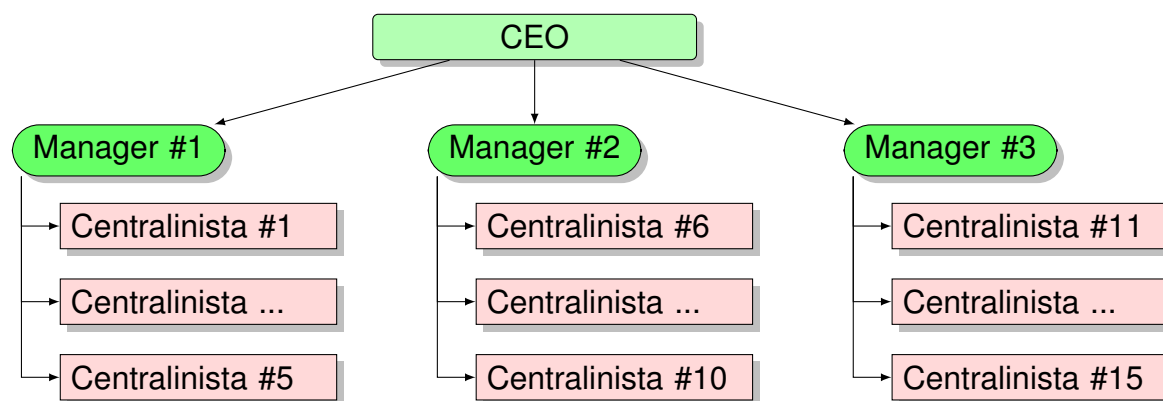 CEO
Manager #1
Manager #2
Manager #3
Centralinista #1
Centralinista #6
Centralinista #11
Centralinista ...
Centralinista ...
Centralinista ...
Centralinista #5
Centralinista #10
Centralinista #15